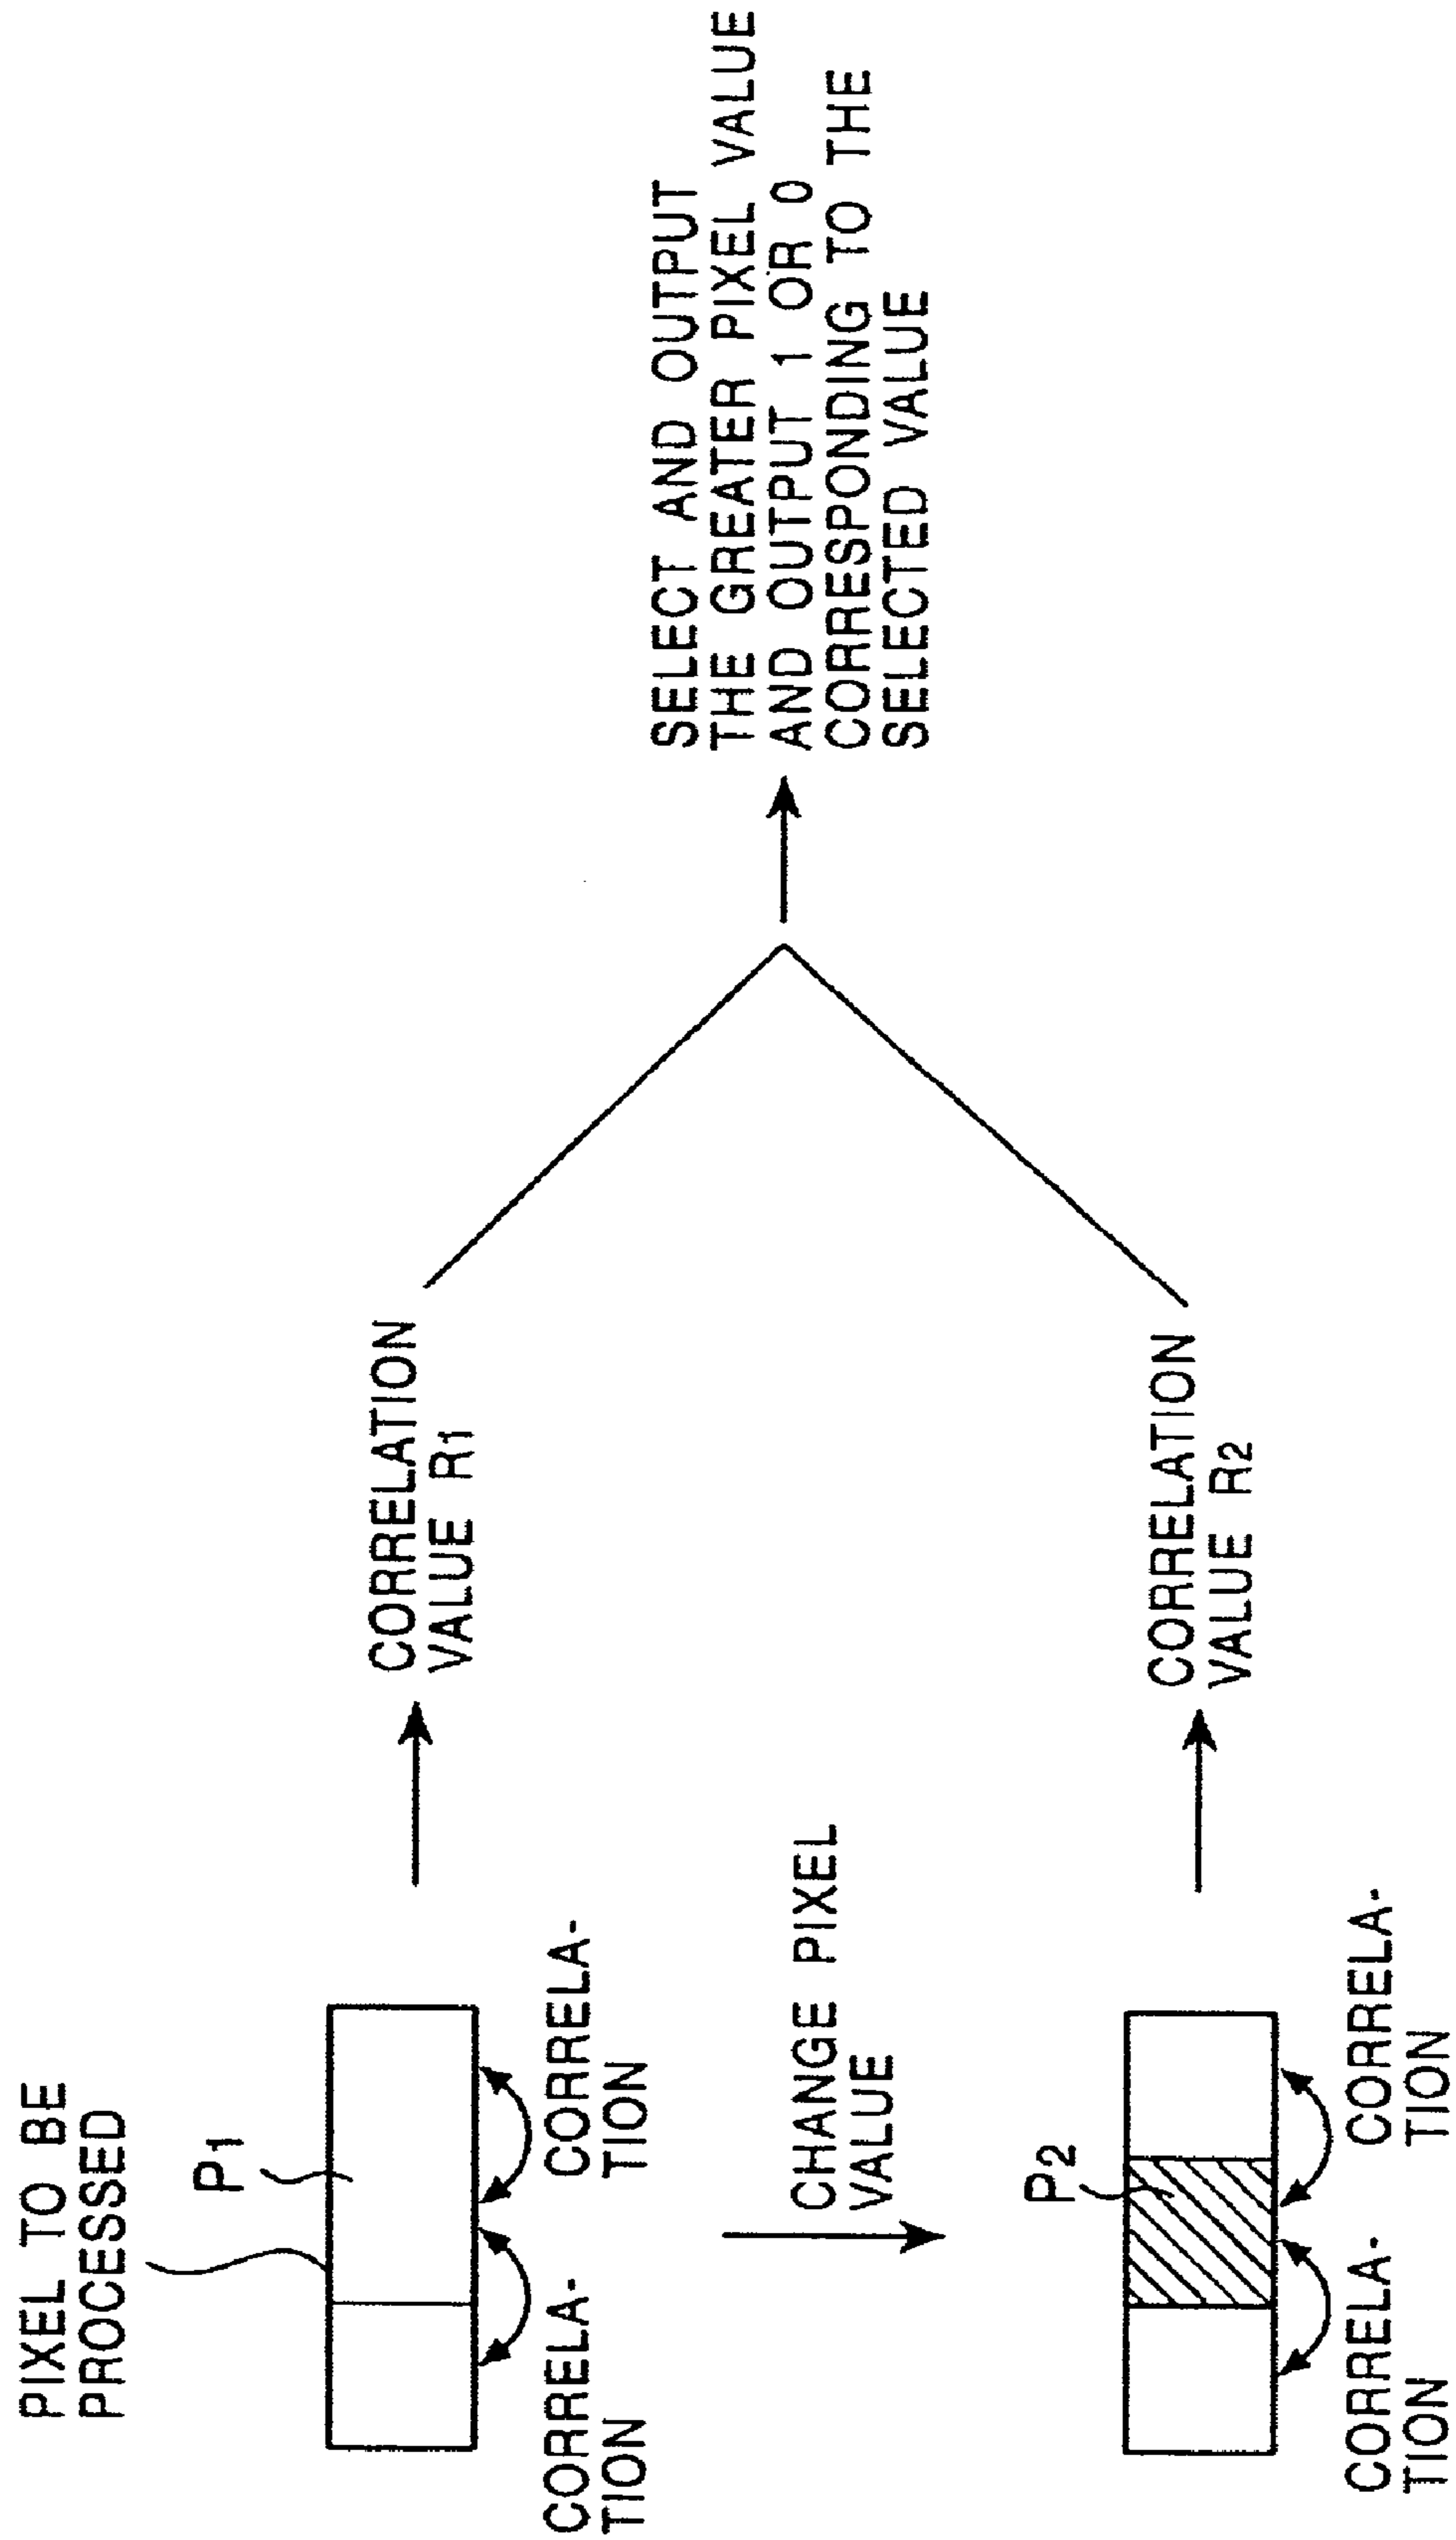 PIXEL TO BE
PROCESSED
P1
CORRELA-
TION
CORRELA-
TION
CORRELATION
VALUE R1
CHANGE PIXEL
VALUE
SELECT AND OUTPUT
THE GREATER PIXEL VALUE
AND OUTPUT 1 OR 0
CORRESPONDING TO THE
SELECTED VALUE
P2
CORRELA-
TION
CORRELA-
TION
CORRELATION
VALUE R2